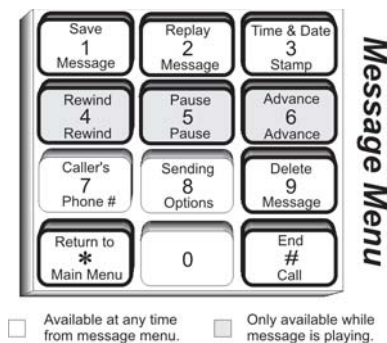 Save
1
Message
Replay
2
Message
Time & Date
3
Stamp
Rewind
4
Rewind
Pause
5
Pause
Advance
6
Advance
Caller's
7
Phone #
Sending
8
Options
Delete
9
Message
Return to
*
Main Menu
0
End
#
Call
Message Menu
Available at any time
from message menu.
Only available while
message is playing.